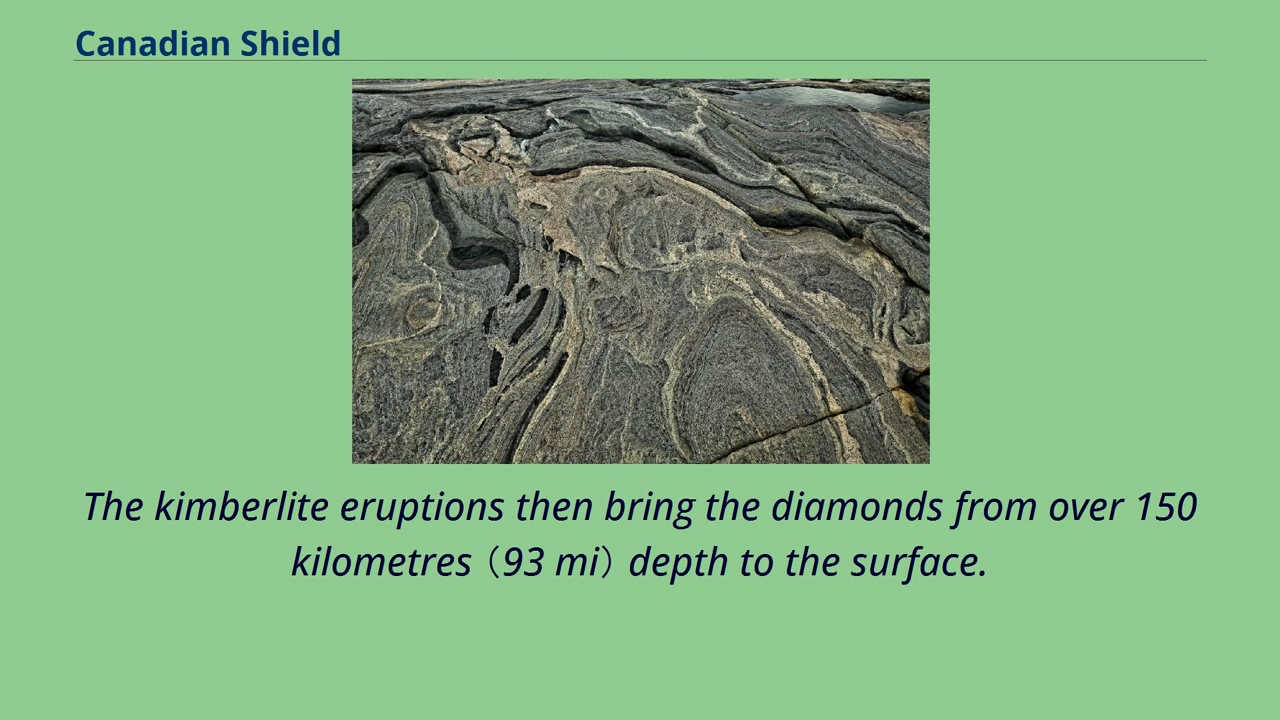 Canadian Shield
The kimberlite eruptions then bring the diamonds from over 150
kilometres（93 mi）depth to the surface.